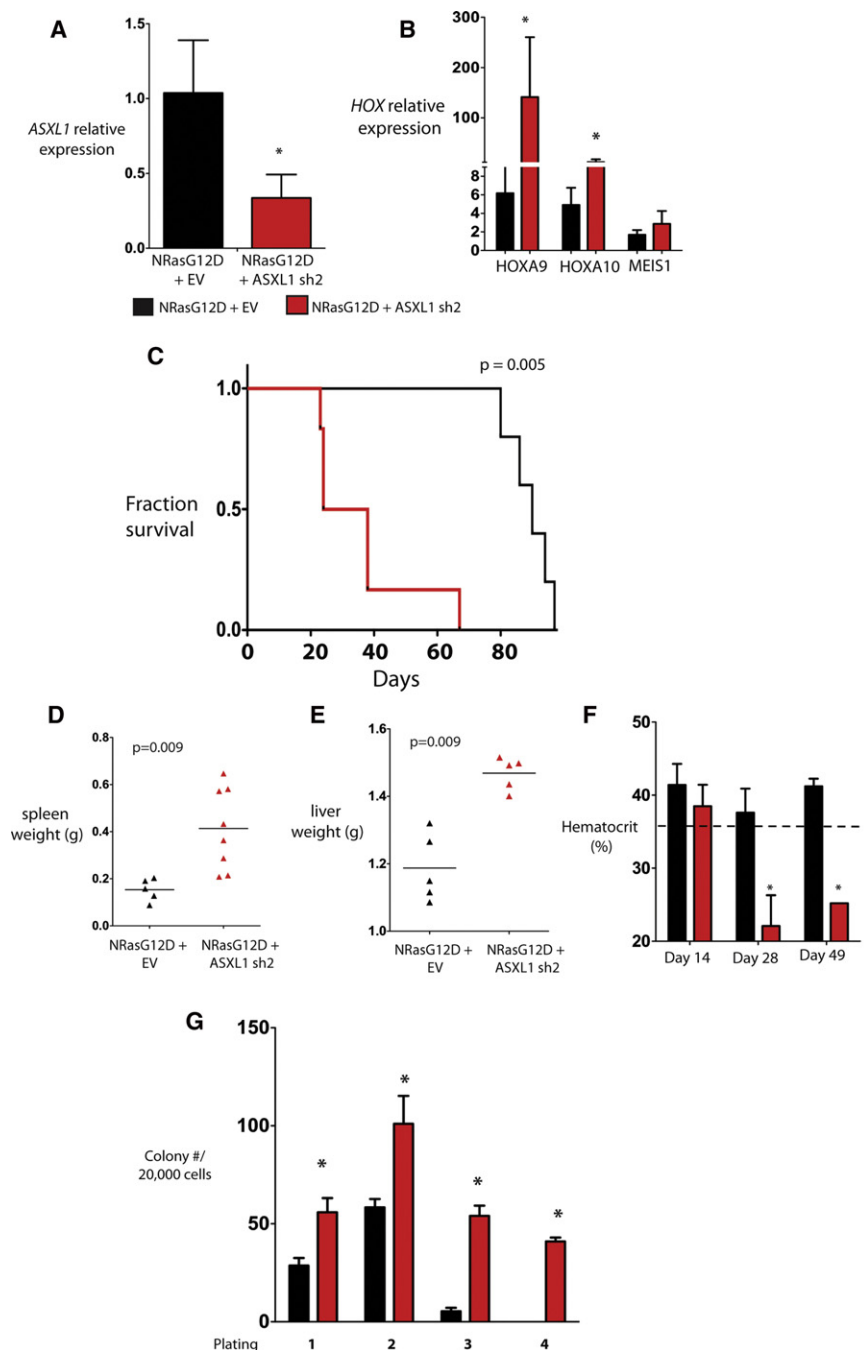 A
1.5
1.0
0.5
0.0
ASXL1 relative
expression
*
NRasG12D
+ EV
NRasG12D
+ ASXL1 sh2
B
300
200
100
8
6
4
2
0
HOX relative
expression
*
*
HOXA9
HOXA10
MEIS1
NRasG12D + EV
NRasG12D + ASXL1 sh2
C
p = 0.005
1.0
0.5
0.0
Fraction
survival
0
20
40
60
80
Days
D
0.8
0.6
0.4
0.2
0.0
p=0.009
spleen
weight (g)
NRasG12D +
EV
NRasG12D +
ASXL1 sh2
E
1.6
1.4
1.2
1.0
p=0.009
liver
weight (g)
NRasG12D +
EV
NRasG12D +
ASXL1 sh2
F
50
40
30
20
Hematocrit
(%)
*
*
Day 14
Day 28
Day 49
G
150
100
50
0
Colony #/
20,000 cells
*
*
*
*
Plating
1
2
3
4